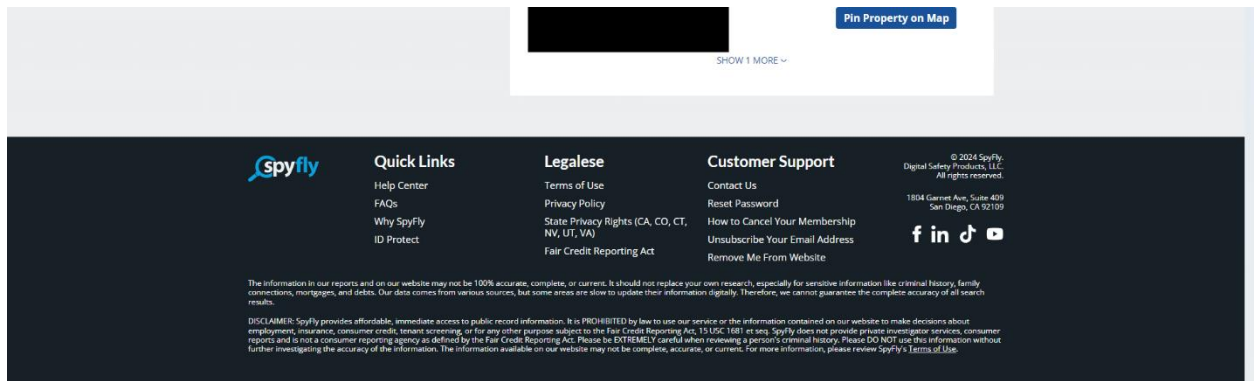 Pin Property on Map
SHOW 1 MORE
spyfly
Quick Links
Help Center
FAQs
Why SpyFly
ID Protect
Legalese
Terms of Use
Privacy Policy
State Privacy Rights (CA, CO, CT,
NV, UT, VA)
Fair Credit Reporting Act
Customer Support
Contact Us
Reset Password
How to Cancel Your Membership
Unsubscribe Your Email Address
Remove Me From Website
© 2024 SpyFly.
Digital Safety Products, LLC.
All rights reserved.
1804 Garnet Ave, Suite 409
San Diego, CA 92109
The information in our reports and on our website may not be 100% accurate, complete, or current. It should not replace your own research, especially for sensitive information like criminal history, family
connections, mortgages, and debts. Our data comes from various sources, but some areas are slow to update their information digitally. Therefore, we cannot guarantee the complete accuracy of all search
results.
DISCLAIMER: SpyFly provides affordable, immediate access to public record information. It is PROHIBITED by law to use our service or the information contained on our website to make decisions about
employment, insurance, consumer credit, tenant screening, or for any other purpose subject to the Fair Credit Reporting Act, 15 USC 1681 et seq. SpyFly does not provide private investigator services, consumer
reports and is not a consumer reporting agency as defined by the Fair Credit Reporting Act. Please be EXTREMELY careful when reviewing a person's criminal history. Please DO NOT use this information without
further investigating the accuracy of the information. The information available on our website may not be complete, accurate, or current. For more information, please review SpyFly's Terms of Use.